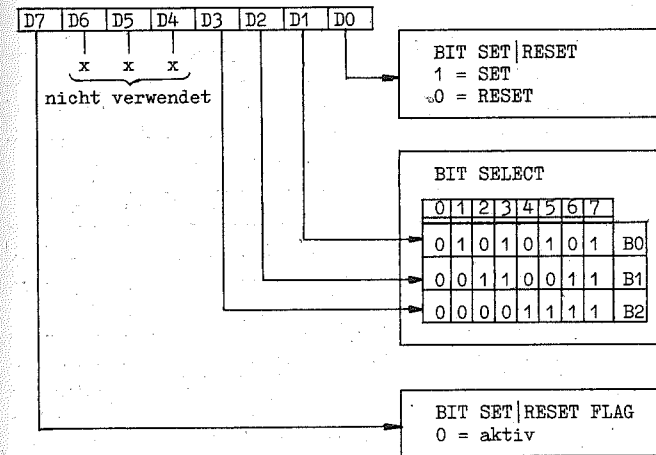 D7 D6 D5 D4 D3 D2 D1 D0
x x x
nicht verwendet
BIT SET|RESET
1 = SET
0 = RESET
BIT SELECT
0 1 2 3 4 5 6 7
0 1 0 1 0 1 0 1 B0
0 0 1 1 0 0 1 1 B1
0 0 0 0 1 1 1 1 B2
BIT SET|RESET FLAG
0 = aktiv